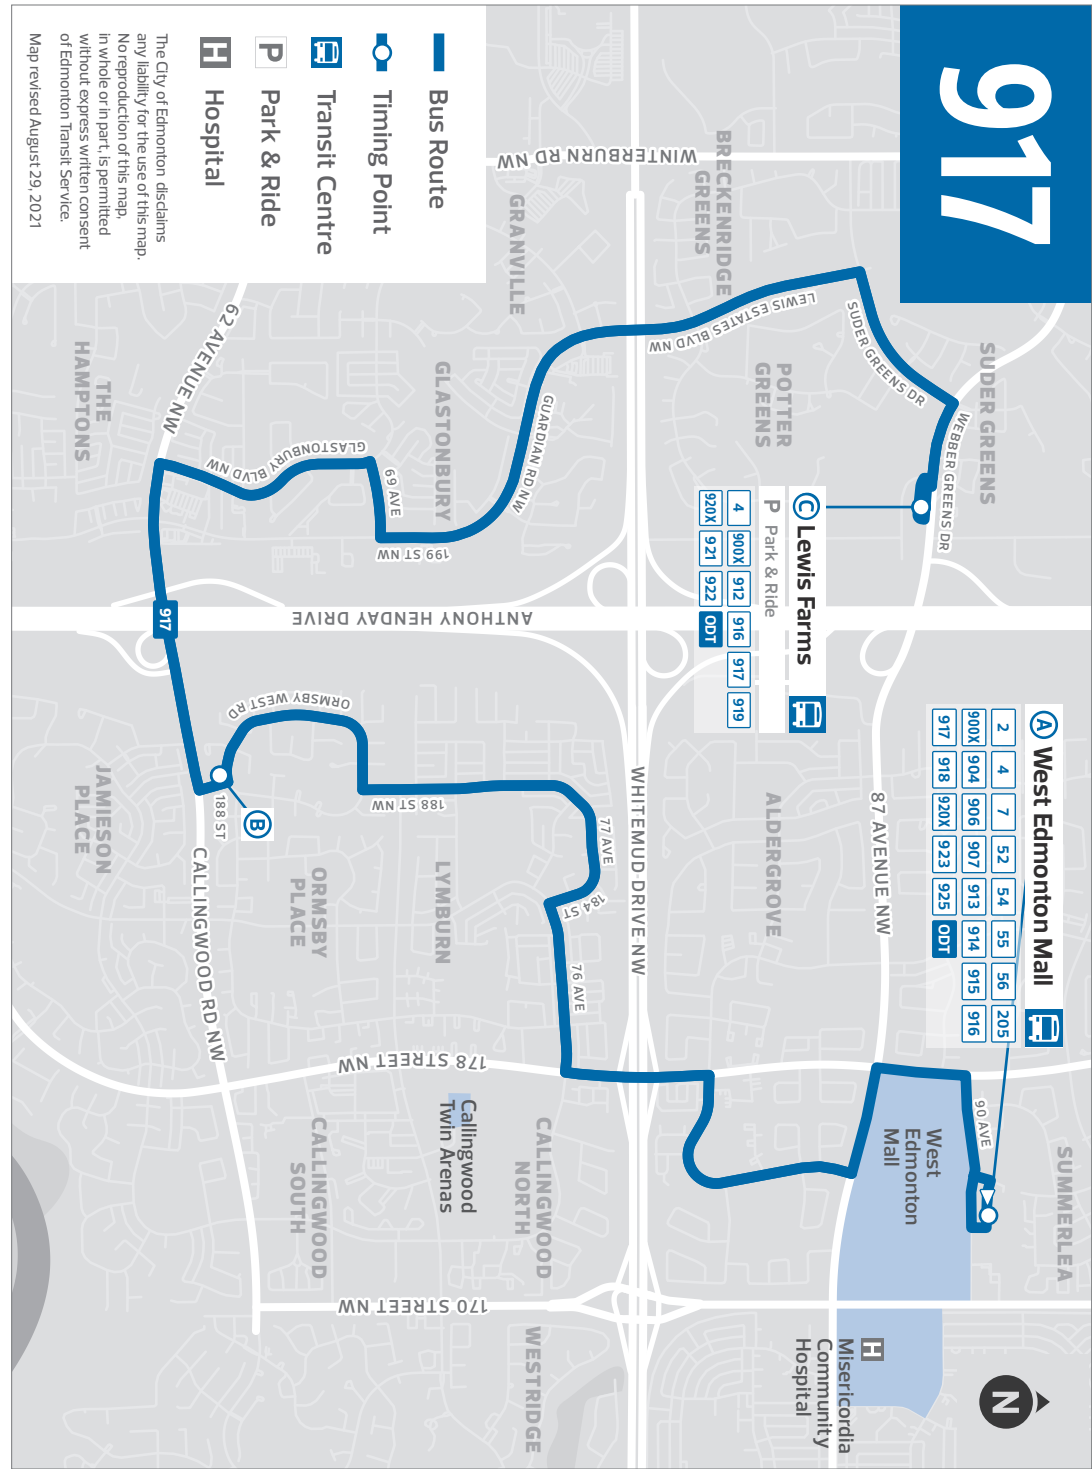 917
WINTERBURN RD NW
BRECKENRIDGE
GREENS
GRANVILLE
SUDER GREENS
LEWIS ESTATES BLVD NW
SUDER GREENS DR
WEBBER GREENS DR
POTTER
GREENS
GLASTONBURY
GUARDIAN RD NW
62 AVENUE NW
THE
HAMPTONS
GLASTONBURY BLVD NW
69 AVE
199 ST NW
C Lewis Farms
P Park & Ride
4 900X 912 916 917 919
920X 921 922 ODT
ANTHONY HENDAY DRIVE
917
A West Edmonton Mall
2 4 7 52 54 55 56 205
900X 904 906 907 913 914 915 916
917 918 920X 923 925 ODT
ORMSBY WEST RD
188 ST
B
188 ST NW
77 AVE
184 ST
76 AVE
WHITEMUD DRIVE NW
ALDERGROVE
87 AVENUE NW
JAMIESON
PLACE
ORMSBY
PLACE
LYMBURN
CALLINGWOOD RD NW
178 STREET NW
90 AVE
West
Edmonton
Mall
SUMMERLEA
Callingwood
Twin Arenas
CALLINGWOOD
NORTH
CALLINGWOOD
SOUTH
170 STREET NW
WESTRIDGE
H
Misericordia
Community
Hospital
N
Bus Route
Timing Point
Transit Centre
P Park & Ride
H Hospital
The City of Edmonton disclaims
any liability for the use of this map.
No reproduction of this map,
in whole or in part, is permitted
without express written consent
of Edmonton Transit Service.
Map revised August 29, 2021